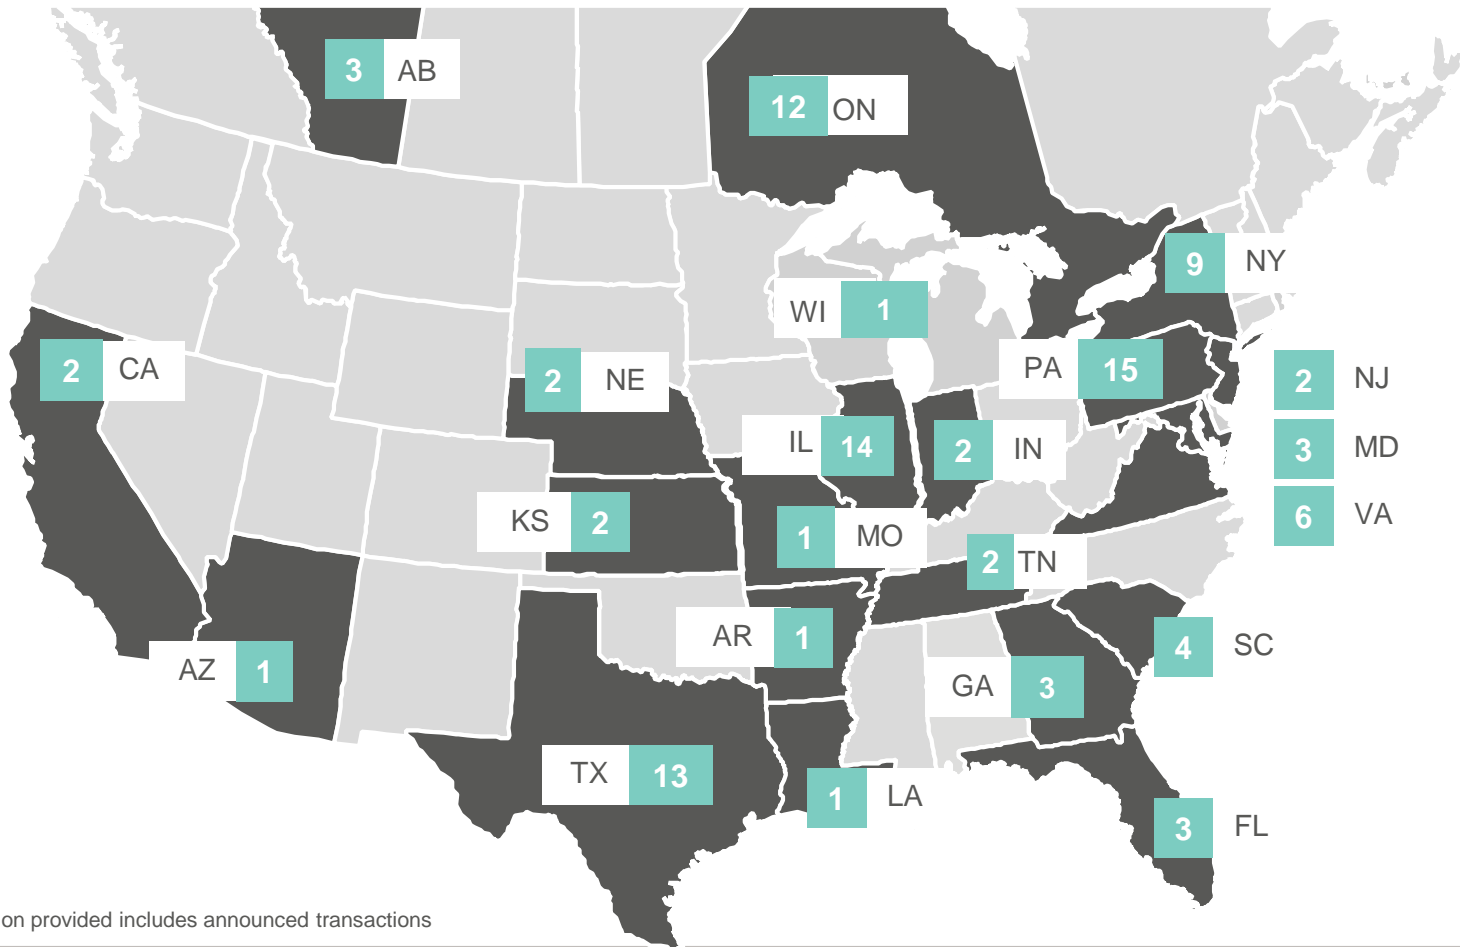 3 AB
12 ON
9 NY
WI 1
2 CA
2 NE
PA 15
2 NJ
IL 14
2 IN
3 MD
KS 2
1 MO
6 VA
2 TN
AR 1
4 SC
AZ 1
GA 3
TX 13
1 LA
3 FL
on provided includes announced transactions